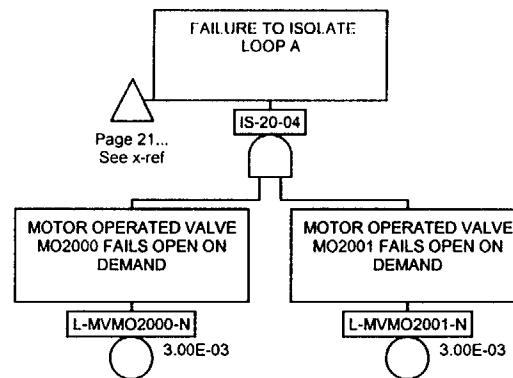 FAILURE TO ISOLATE
LOOP A
Page 21...
See x-ref
IS-20-04
MOTOR OPERATED VALVE
MO2000 FAILS OPEN ON
DEMAND
MOTOR OPERATED VALVE
MO2001 FAILS OPEN ON
DEMAND
L-MVMO2000-N
3.00E-03
L-MVMO2001-N
3.00E-03